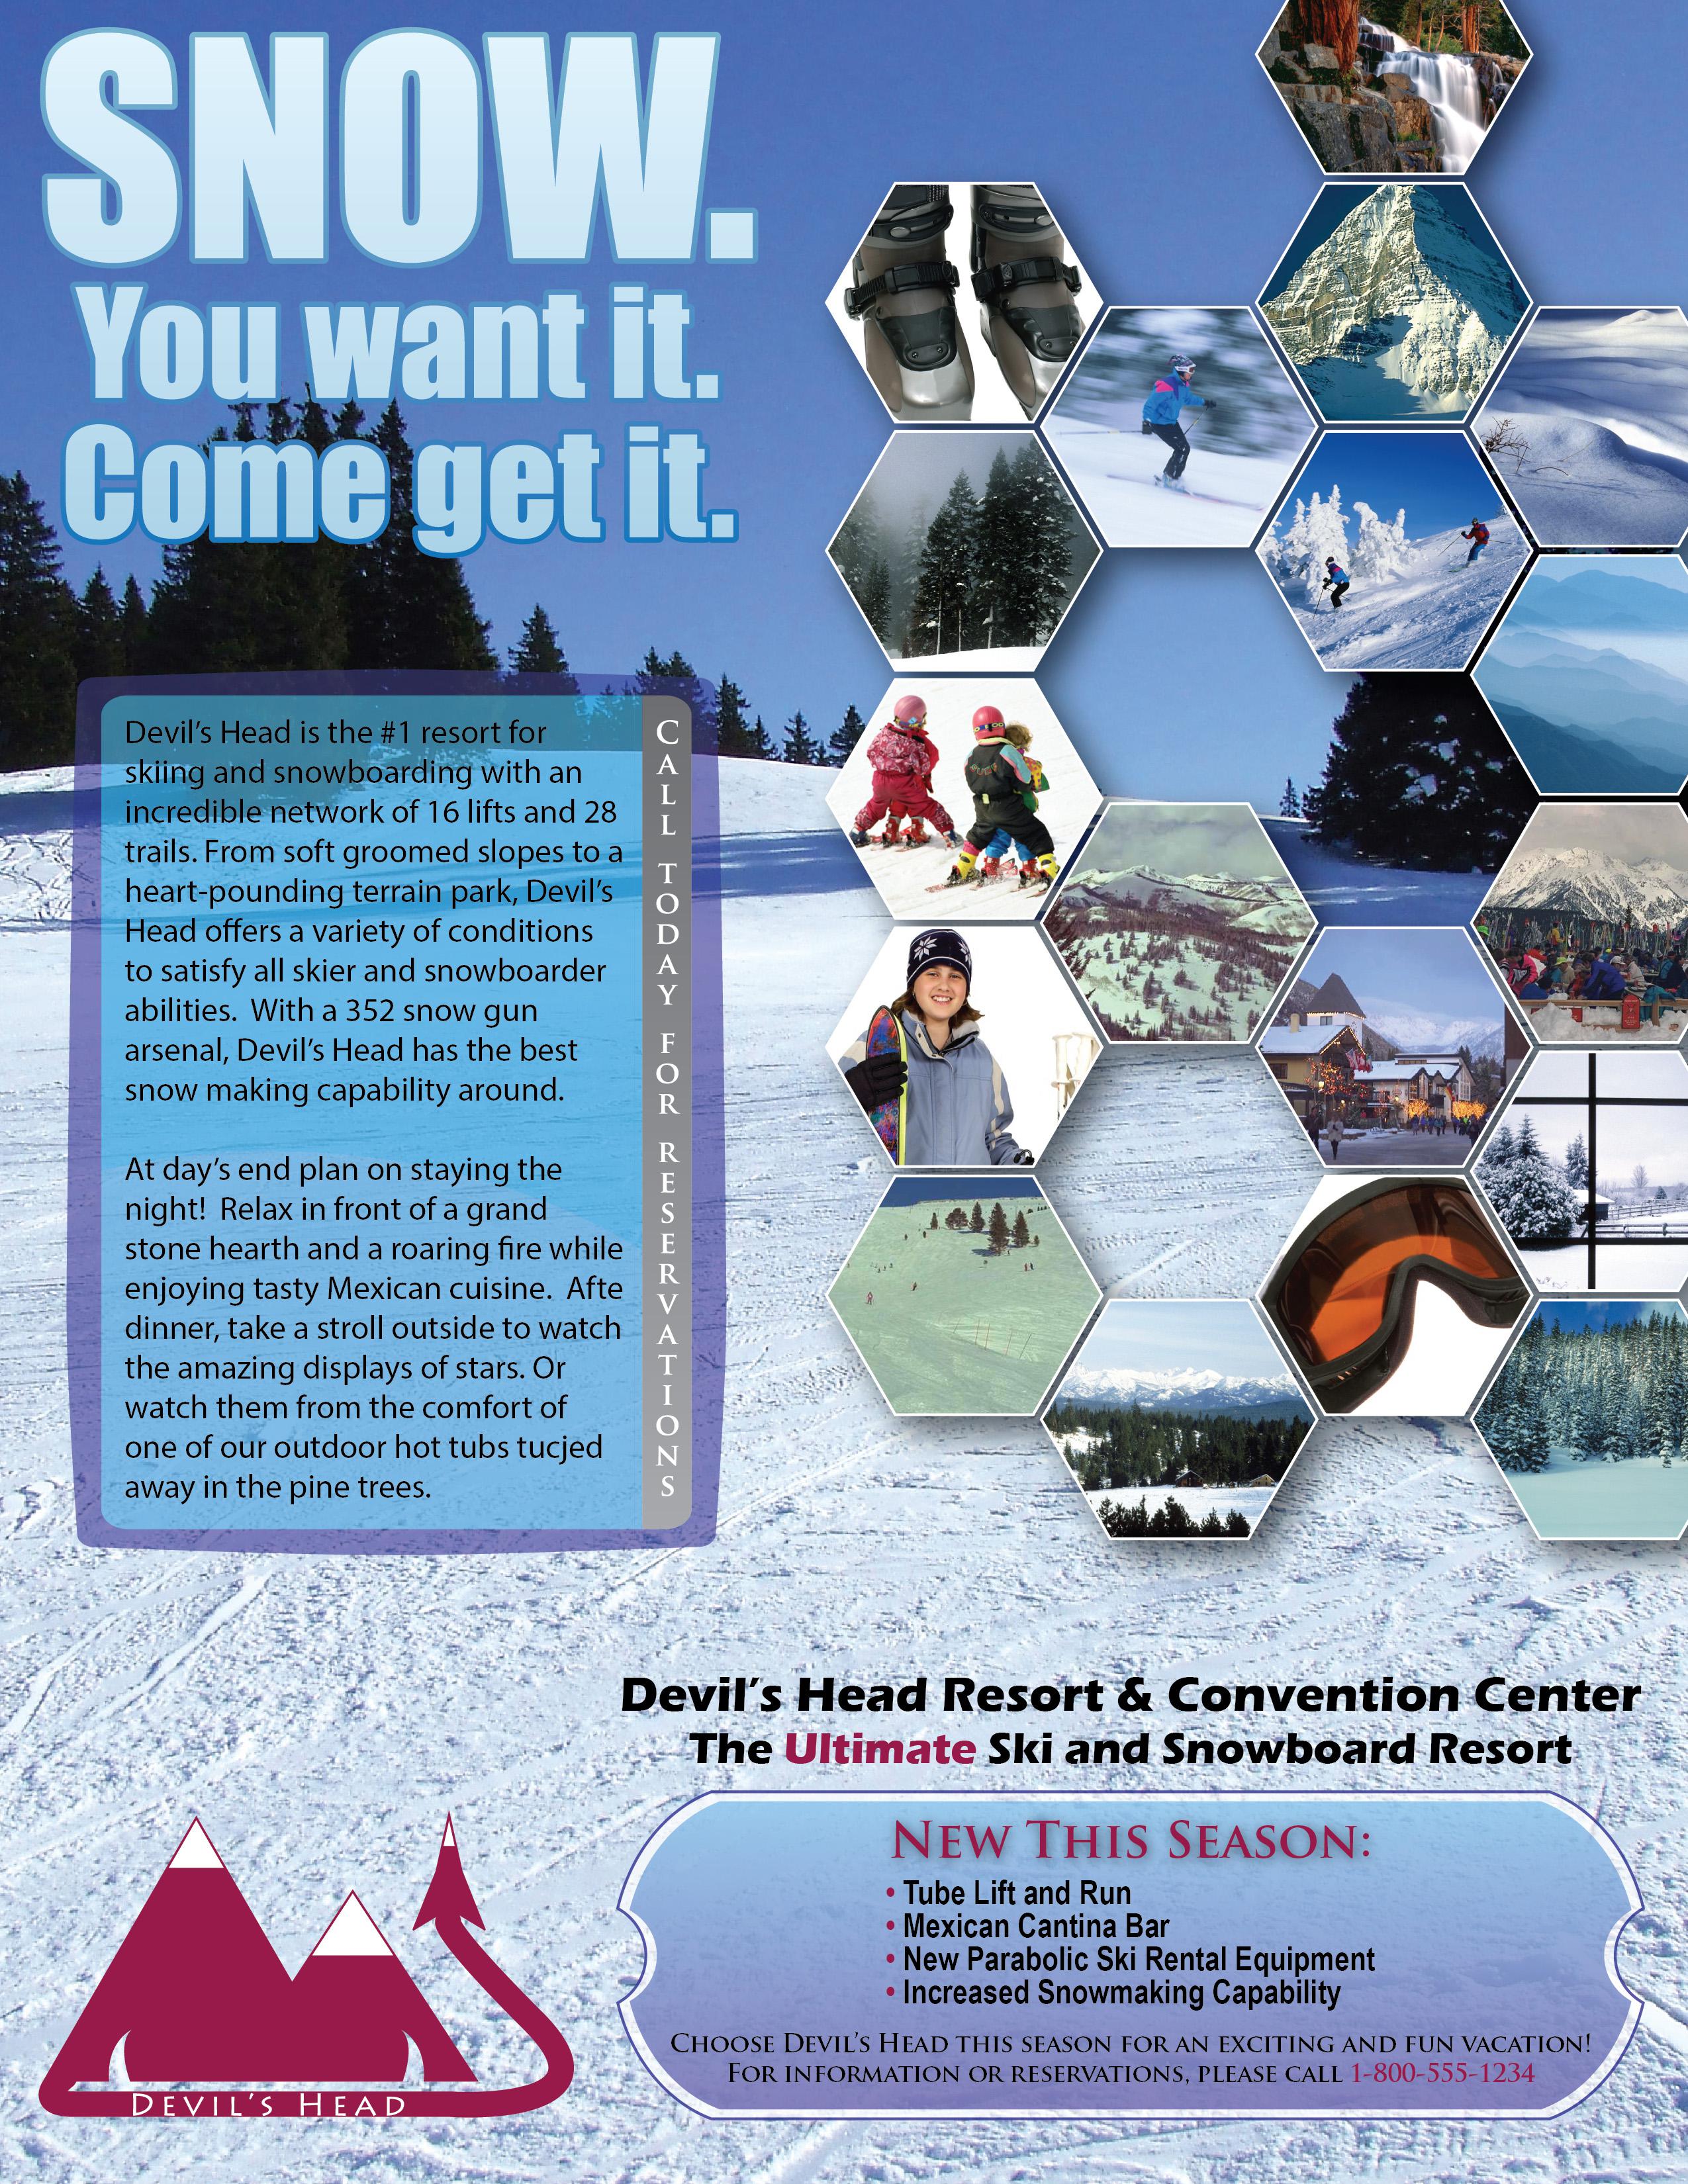 SNOW.
You want it.
Come get it.
Devil's Head is the #1 resort for
skiing and snowboarding with an
incredible network of 16 lifts and 28
trails. From soft groomed slopes to a
heart-pounding terrain park, Devil's
Head offers a variety of conditions
to satisfy all skier and snowboarder
abilities.  With a 352 snow gun
arsenal, Devil's Head has the best
snow making capability around.
At day's end plan on staying the
night!  Relax in front of a grand
stone hearth and a roaring fire while
enjoying tasty Mexican cuisine.  Afte
dinner, take a stroll outside to watch
the amazing displays of stars. Or
watch them from the comfort of
one of our outdoor hot tubs tucjed
away in the pine trees.
CALL TODAY FOR RESERVATIONS
Devil's Head Resort & Convention Center
The Ultimate Ski and Snowboard Resort
NEW THIS SEASON:
• Tube Lift and Run
• Mexican Cantina Bar
• New Parabolic Ski Rental Equipment
• Increased Snowmaking Capability
CHOOSE DEVIL'S HEAD THIS SEASON FOR AN EXCITING AND FUN VACATION!
FOR INFORMATION OR RESERVATIONS, PLEASE CALL 1-800-555-1234
DEVIL'S HEAD